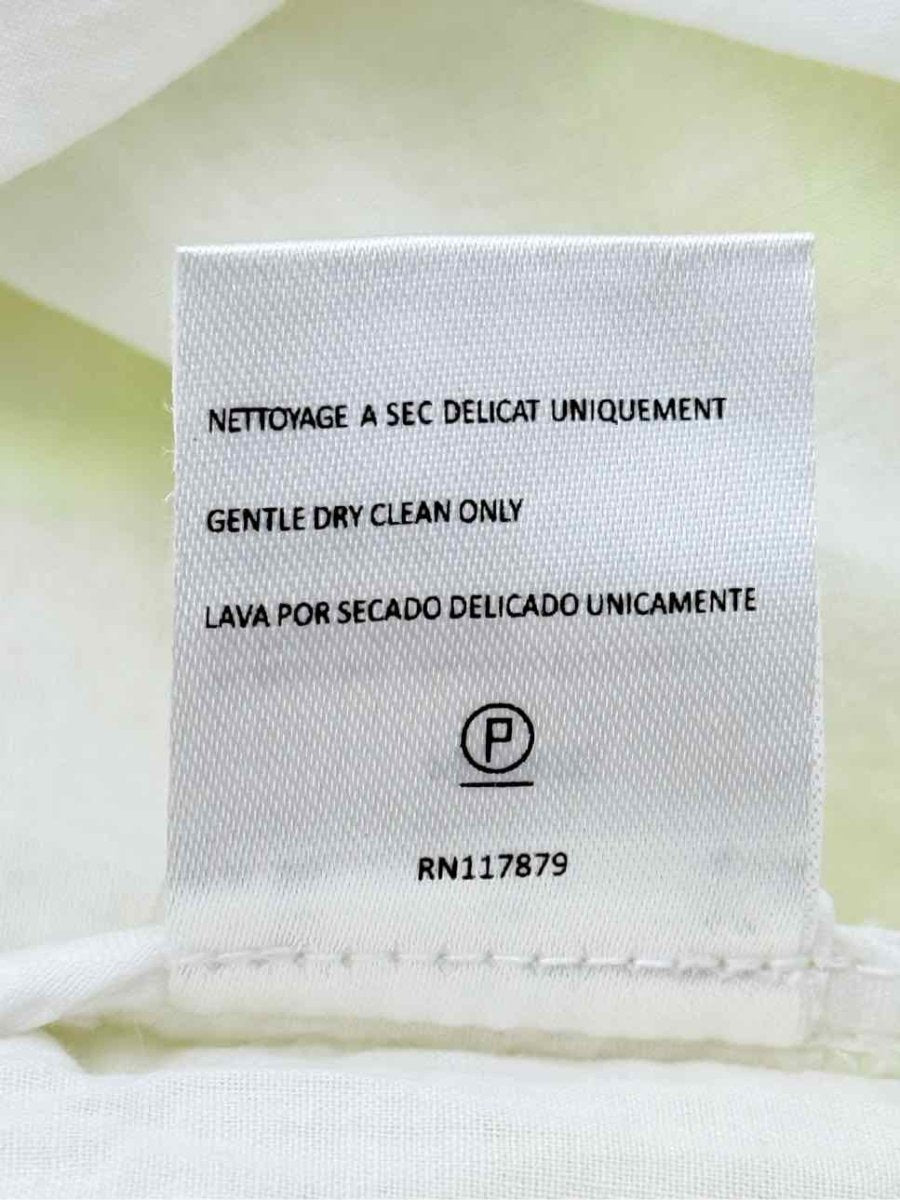 NETTOYAGE A SEC DELICAT UNIQUEMENT
GENTLE DRY CLEAN ONLY
LAVA POR SECADO DELICADO UNICAMENTE
P
RN117879